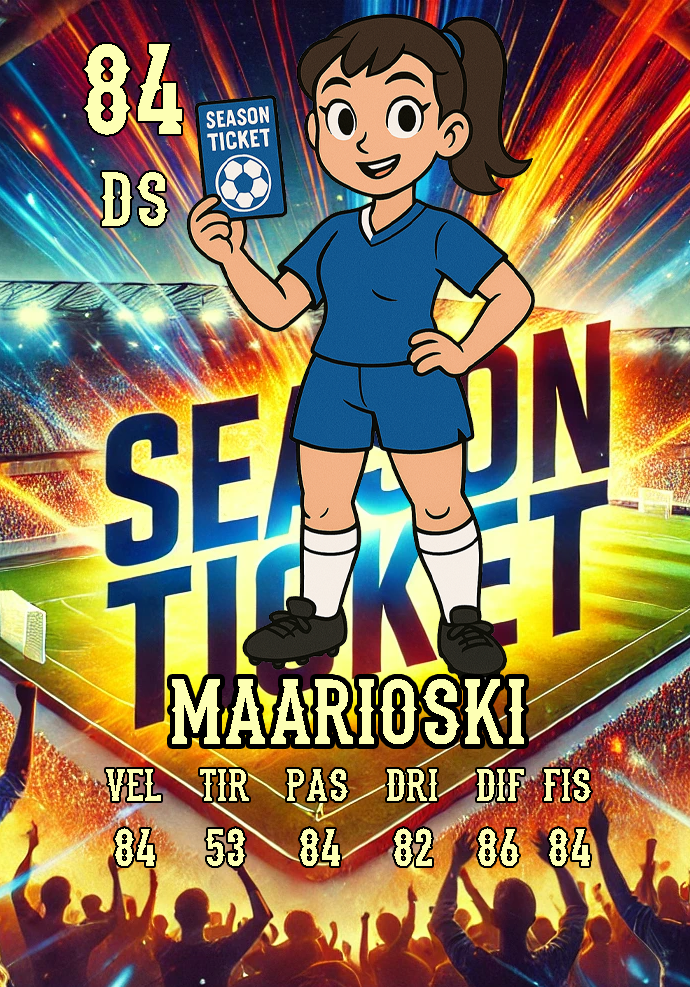 84
DS
SEASON
TICKET
SEASON
TICKET
MAARIOSKI
VEL TIR PAS DRI DIF FIS
84 53 84 82 86 84